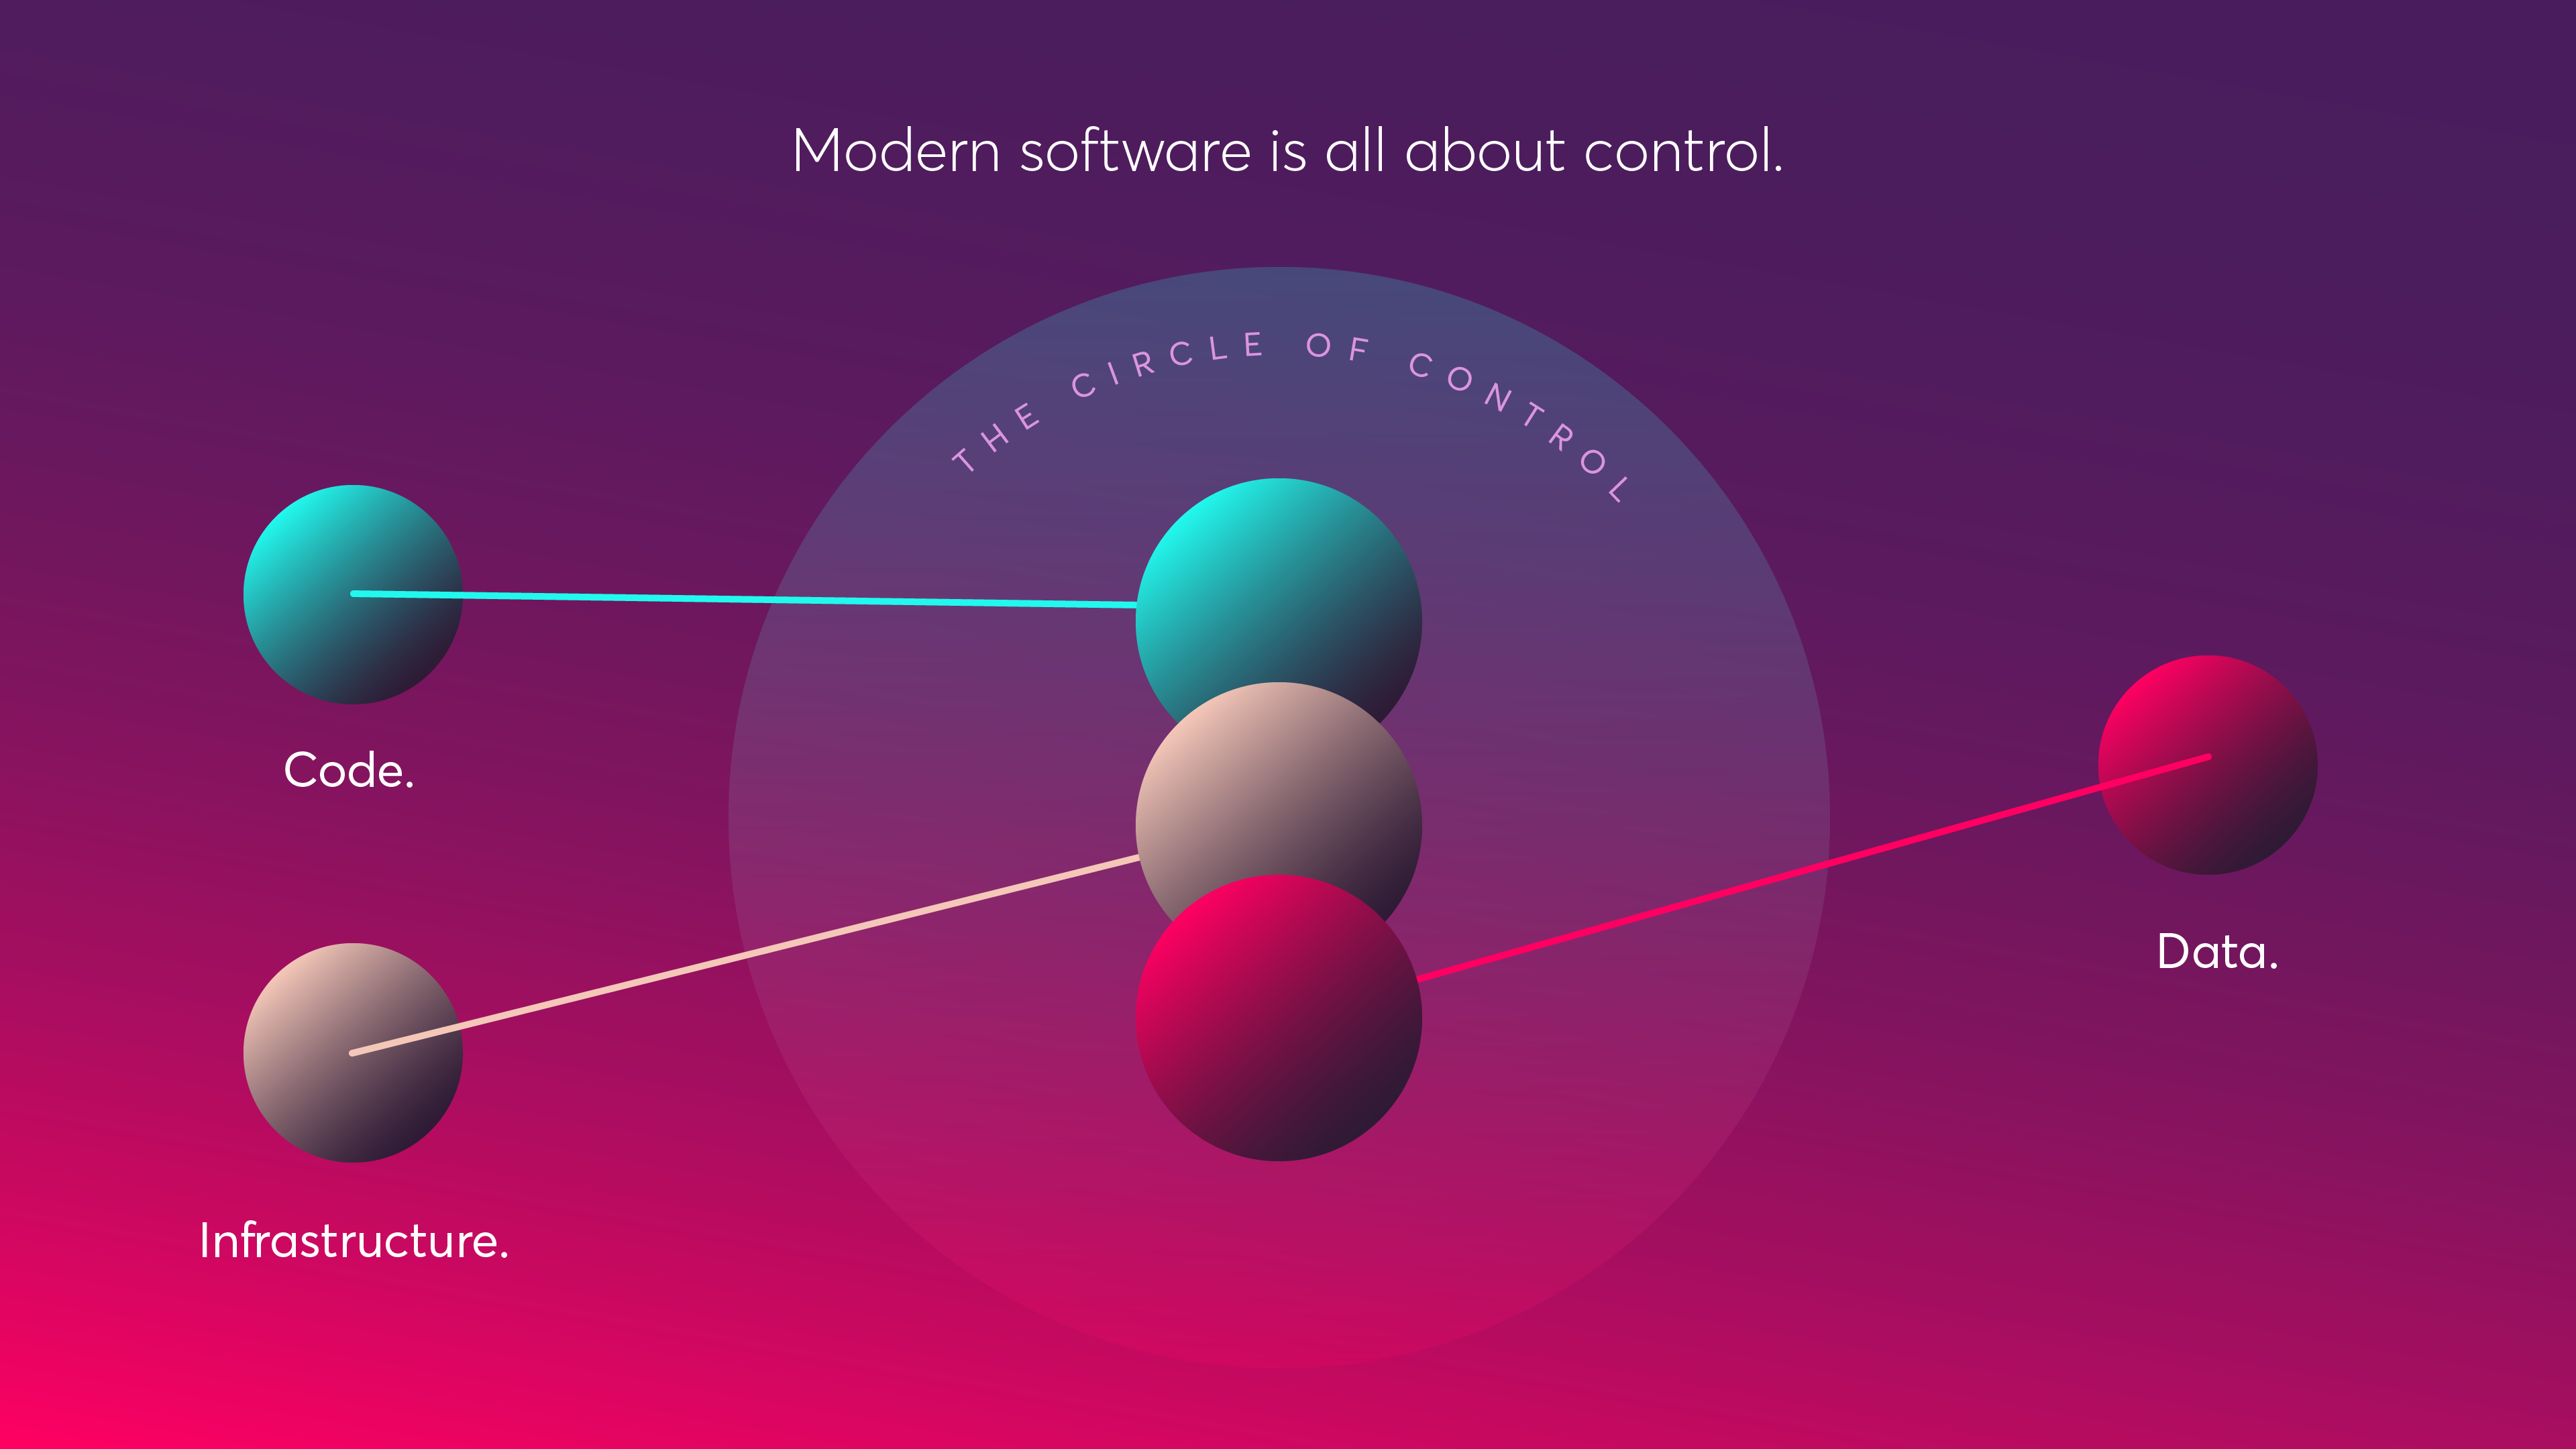 Modern software is all about control.
THE CIRCLE OF CONTROL
Code.
Data.
Infrastructure.